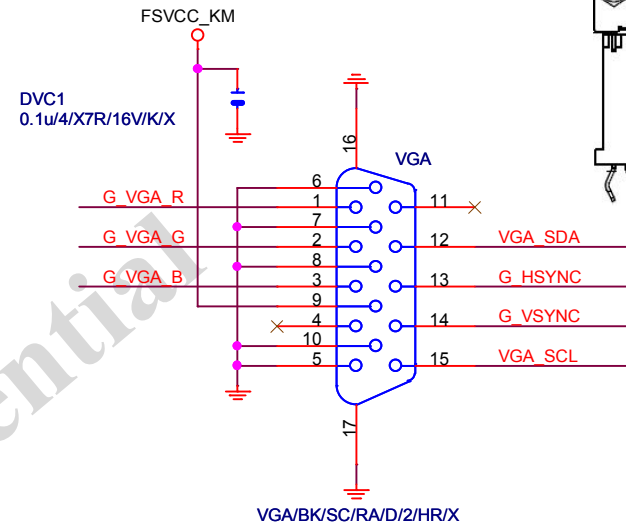 FSVCC_KM
DVC1
0.1u/4/X7R/16V/K/X
16
VGA
6
G_VGA_R
1
11
7
G_VGA_G
2
12
VGA_SDA
8
G_VGA_B
3
13
G_HSYNC
9
4
14
G_VSYNC
10
5
15
VGA_SCL
17
VGA/BK/SC/RA/D/2/HR/X
ential